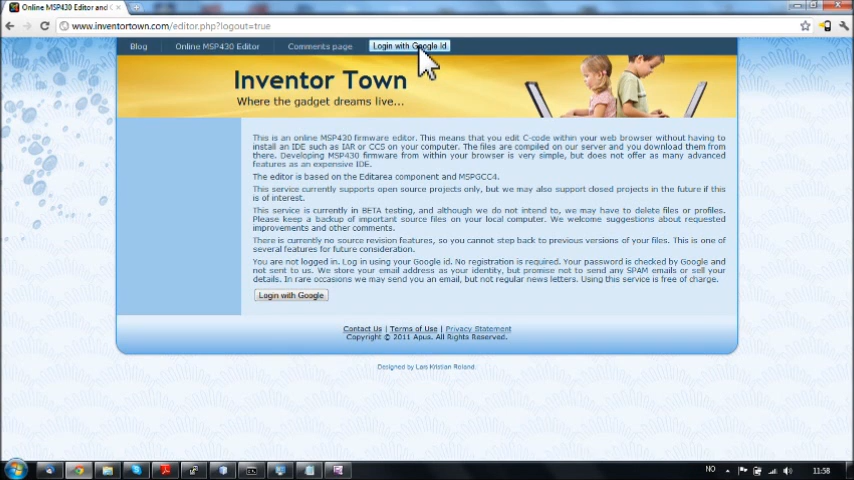 Online MSP430 Editor and C
www.inventortown.com/editor.php?logout=true
Blog Online MSP430 Editor Comments page Login with Google Id
Inventor Town
Where the gadget dreams live...
This is an online MSP430 firmware editor. This means that you edit C-code within your web browser without having to
install an IDE such as IAR or CCS on your computer. The files are compiled on our server and you download them from
there. Developing MSP430 firmware from within your browser is very simple, but does not offer as many advanced
features as an expensive IDE.
The editor is based on the Editarea component and MSPGCC4.
This service currently supports open source projects only, but we may also support closed projects in the future if this
is of interest.
This service is currently in BETA testing, and although we do not intend to, we may have to delete files or profiles.
Please keep a backup of important source files on your local computer. We welcome suggestions about requested
improvements and other comments.
There is currently no source revision features, so you cannot step back to previous versions of your files. This is one of
several features for future consideration.
You are not logged in. Log in using your Google id. No registration is required. Your password is checked by Google and
not sent to us. We store your email address as your identity, but promise not to send any SPAM emails or sell your
details. In rare occasions we may send you an email, but not regular news letters. Using this service is free of charge.
Login with Google
Contact Us | Terms of Use | Privacy Statement
Copyright © 2011 Apus. All Rights Reserved.
Designed by Lars Kristian Roland
NO 11:58